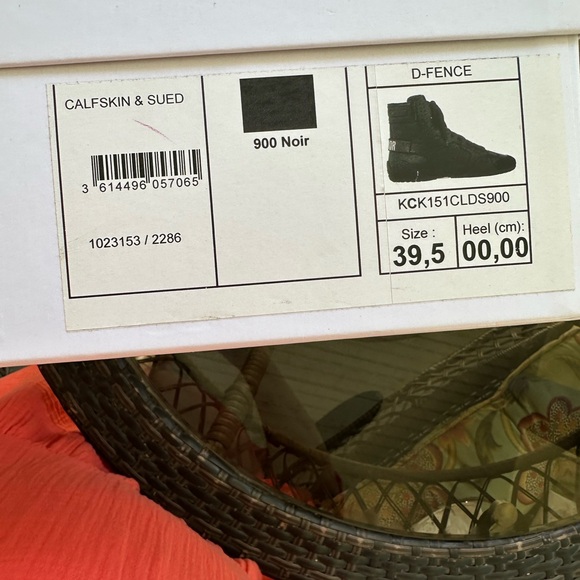 CALFSKIN & SUED
3 614496 057065
1023153 / 2286
900 Noir
D-FENCE
KCK151CLDS900
Size :
39,5
Heel (cm):
00,00